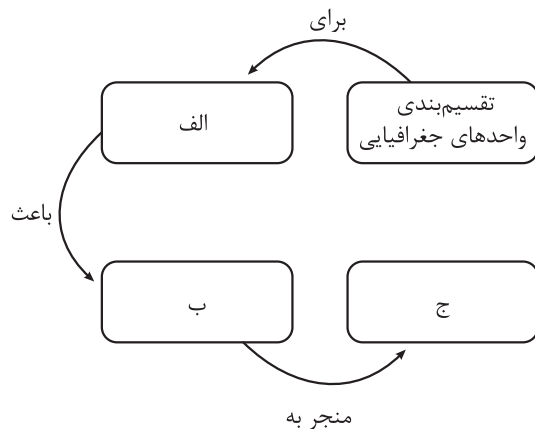 برای
تقسیم‌بندی
واحدهای جغرافیایی
الف
باعث
ب
ج
منجر به